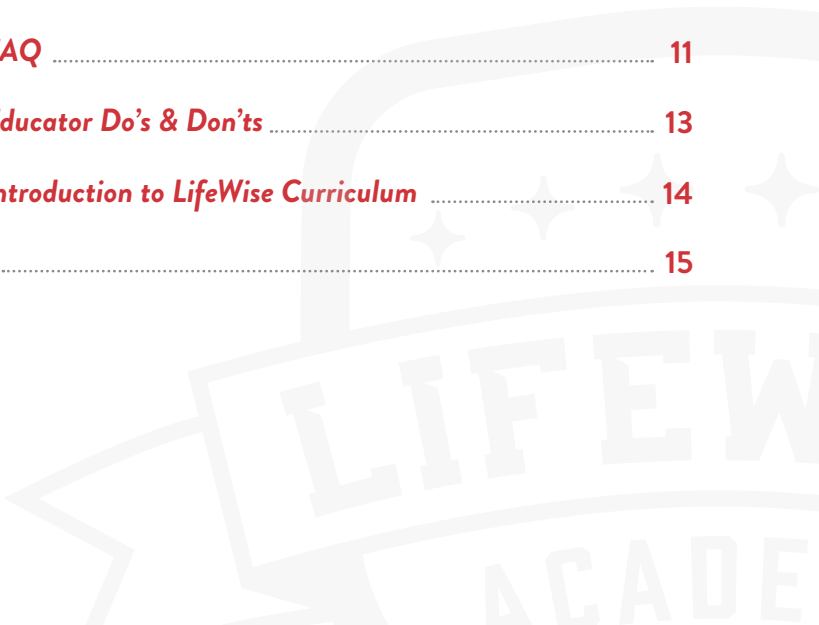 AQ 11
ducator Do's & Don'ts 13
ntroduction to LifeWise Curriculum 14
15
LIFEW
ACADE